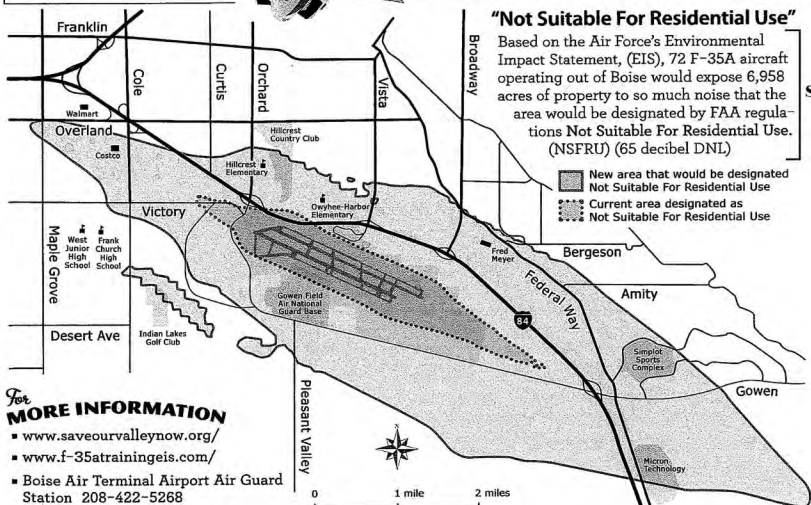 "Not Suitable For Residential Use"
Based on the Air Force's Environmental
Impact Statement, (EIS), 72 F-35A aircraft
operating out of Boise would expose 6,958
acres of property to so much noise that the
area would be designated by FAA regula-
tions Not Suitable For Residential Use.
(NSFRU) (65 decibel DNL)
New area that would be designated
Not Suitable For Residential Use
Current area designated as
Not Suitable For Residential Use
Franklin
Cole
Curtis
Orchard
Vista
Broadway
Walmart
Overland
Costco
Hillcrest
Country Club
Hillcrest
Elementary
Owyhee-Harbor
Elementary
Victory
Maple Grove
West
Junior
High
School
Frank
Church
High
School
Fred
Meyer
Bergeson
Federal Way
Amity
Gowen Field
Air National
Guard Base
84
Desert Ave
Indian Lakes
Golf Club
Simplot
Sports
Complex
Gowen
Pleasant Valley
Micron
Technology
For
MORE INFORMATION
▪ www.saveourvalleynow.org/
▪ www.f-35atrainingeis.com/
▪ Boise Air Terminal Airport Air Guard
Station 208-422-5268
0 1 mile 2 miles